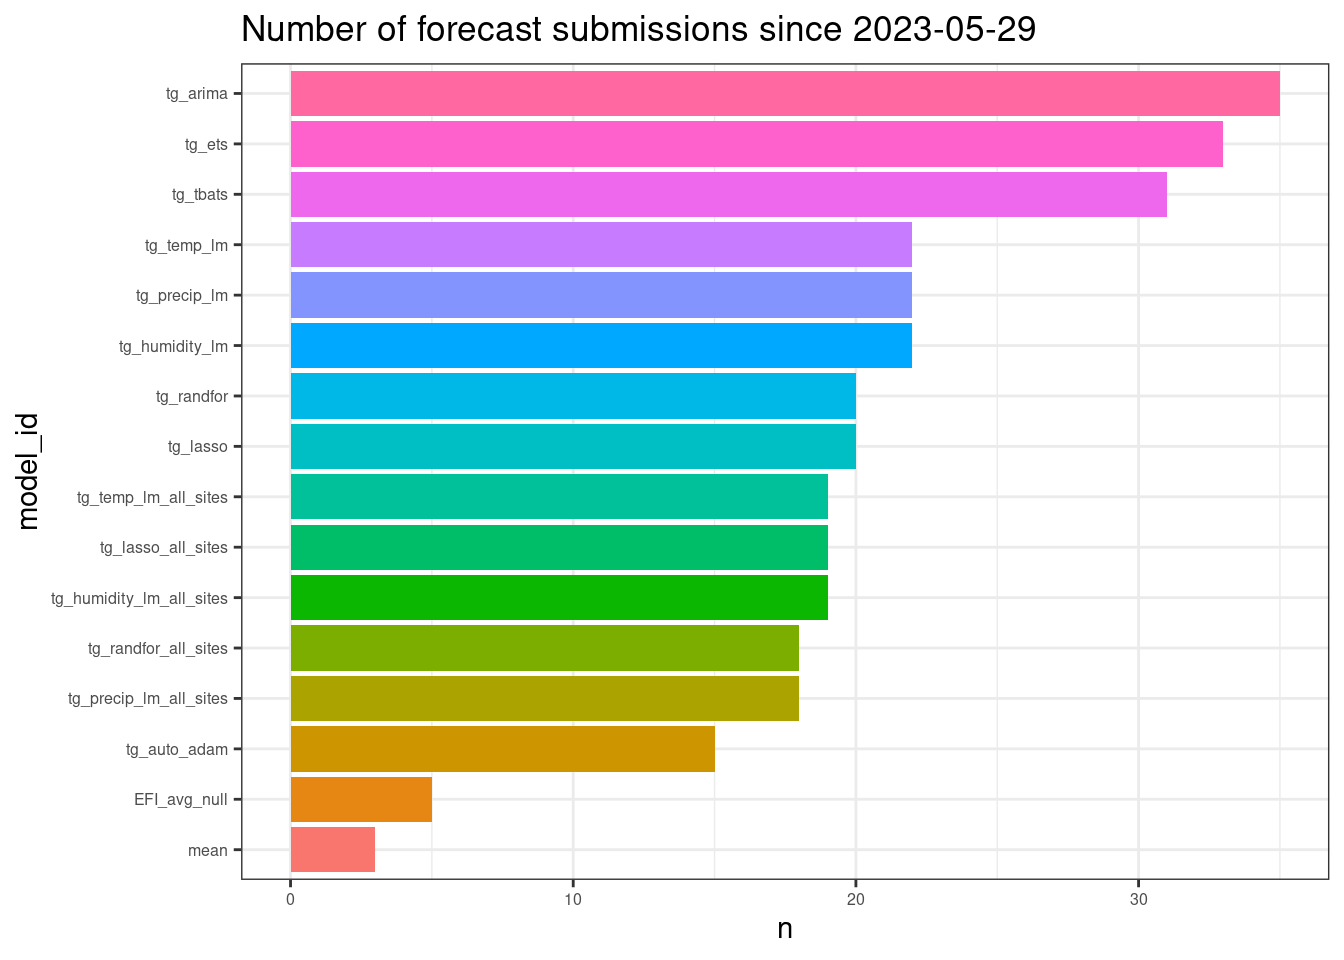 Number of forecast submissions since 2023-05-29
tg_arima
tg_ets
tg_tbats
tg_temp_lm
tg_precip_lm
tg_humidity_lm
tg_randfor
tg_lasso
tg_temp_lm_all_sites
tg_lasso_all_sites
tg_humidity_lm_all_sites
tg_randfor_all_sites
tg_precip_lm_all_sites
tg_auto_adam
EFI_avg_null
mean
model_id
0 10 20 30
n